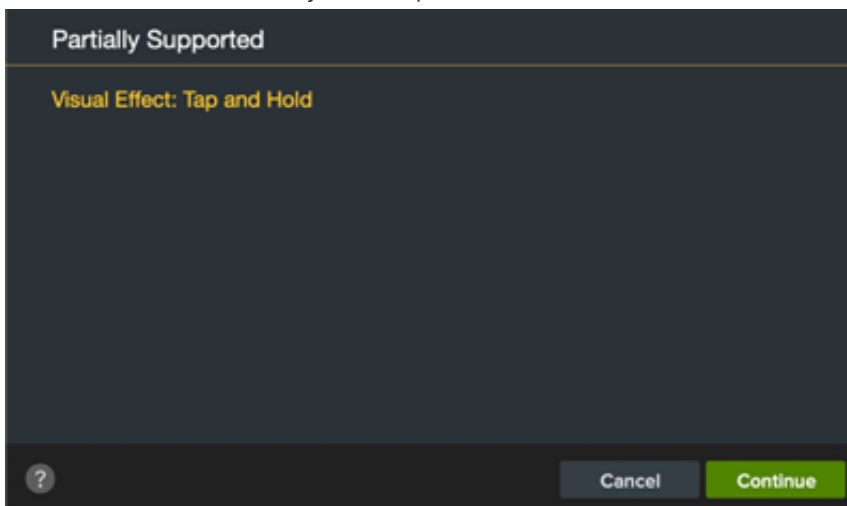 Partially Supported
Visual Effect: Tap and Hold
?
Cancel
Continue